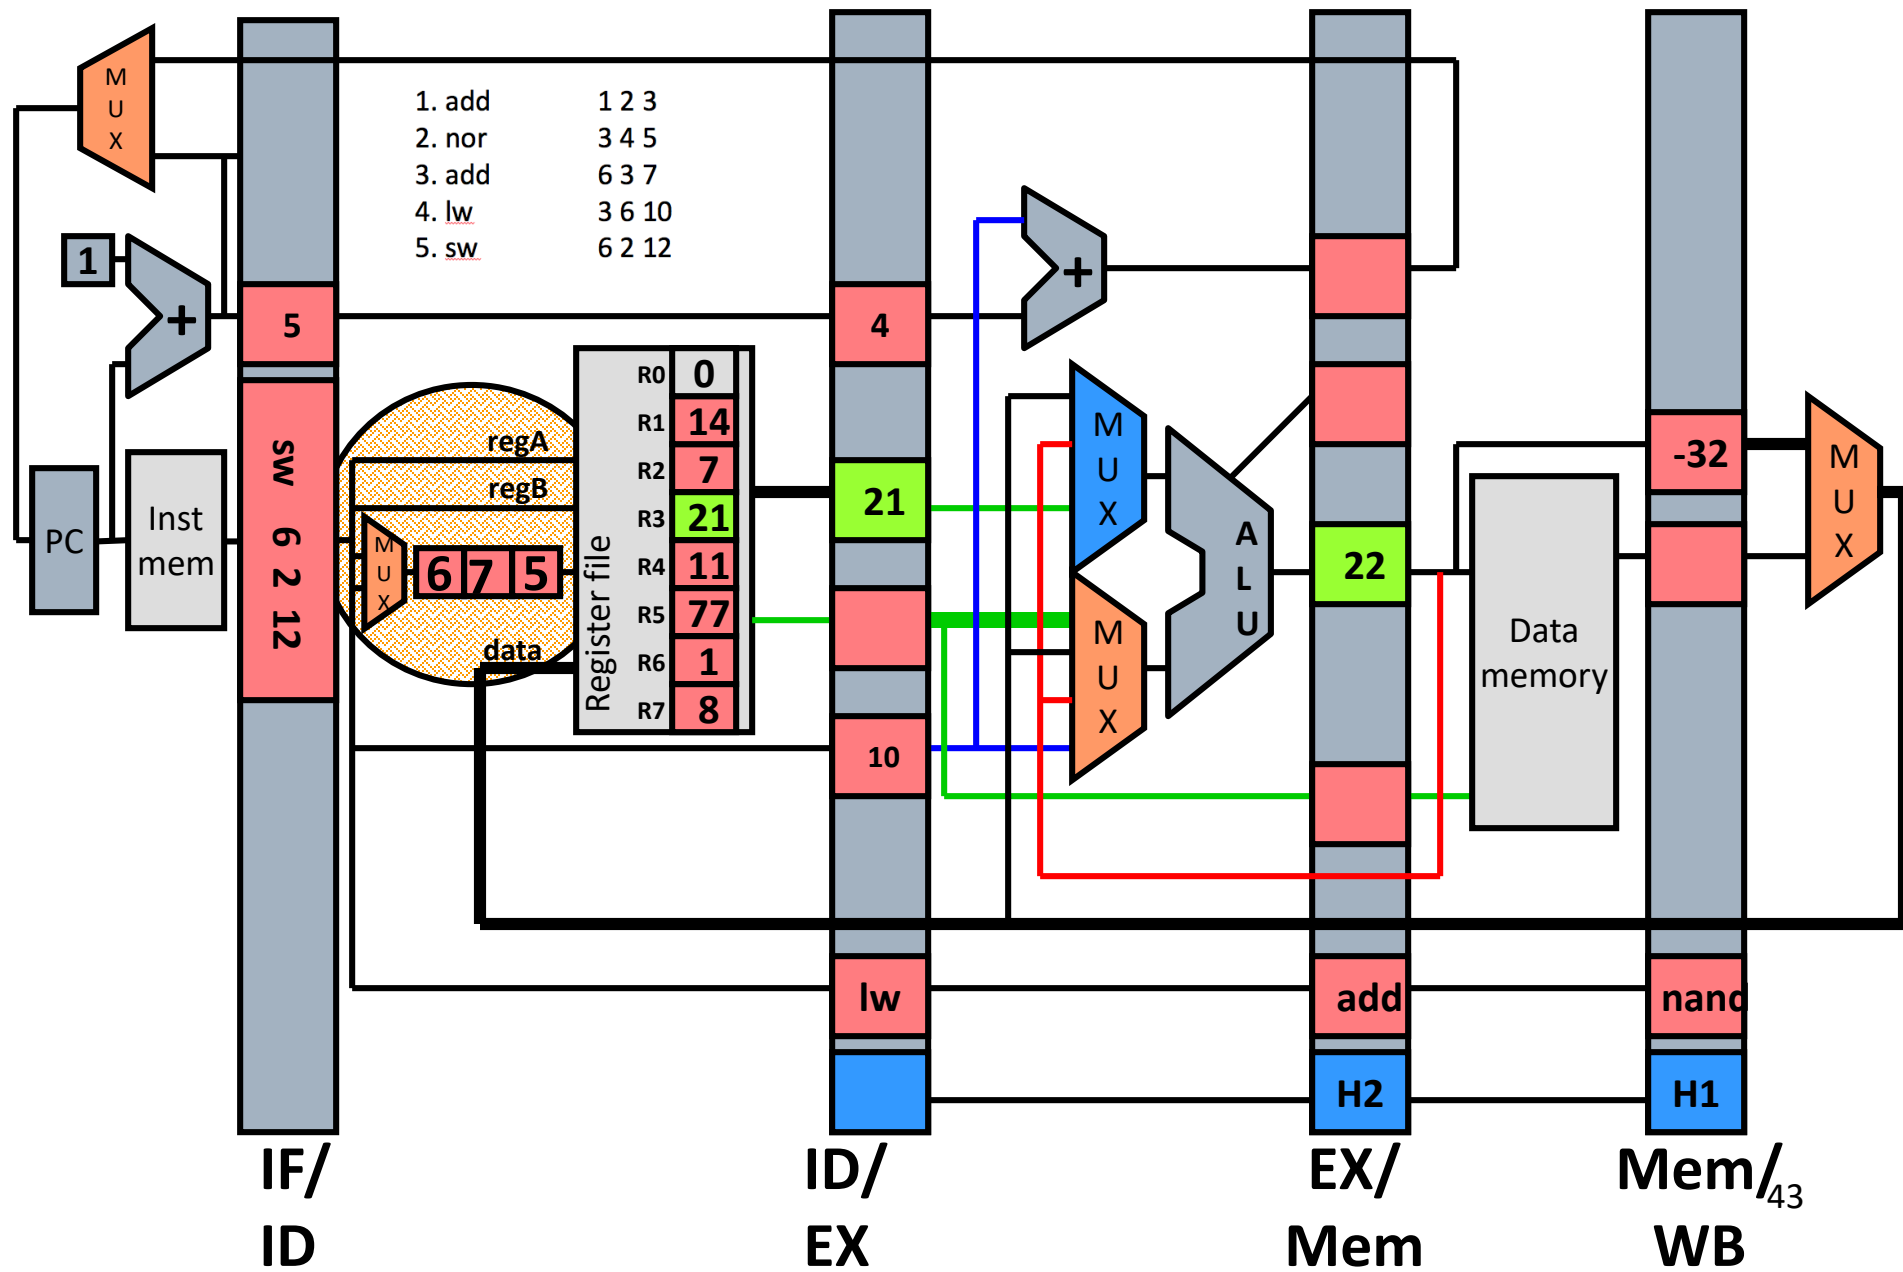 M
U
X
1. add 1 2 3
2. nor 3 4 5
3. add 6 3 7
4. lw 3 6 10
5. sw 6 2 12
1
+
+
5
4
R0 0
R1 14
R2 7
R3 21
R4 11
R5 77
R6 1
R7 8
Register file
regA
regB
data
sw 6 2 12
PC
Inst
mem
M
U
X
6 7 5
21
10
M
U
X
M
U
X
A
L
U
22
Data
memory
-32
M
U
X
lw
add
nand
H2
H1
IF/
ID
ID/
EX
EX/
Mem
Mem/
WB
43